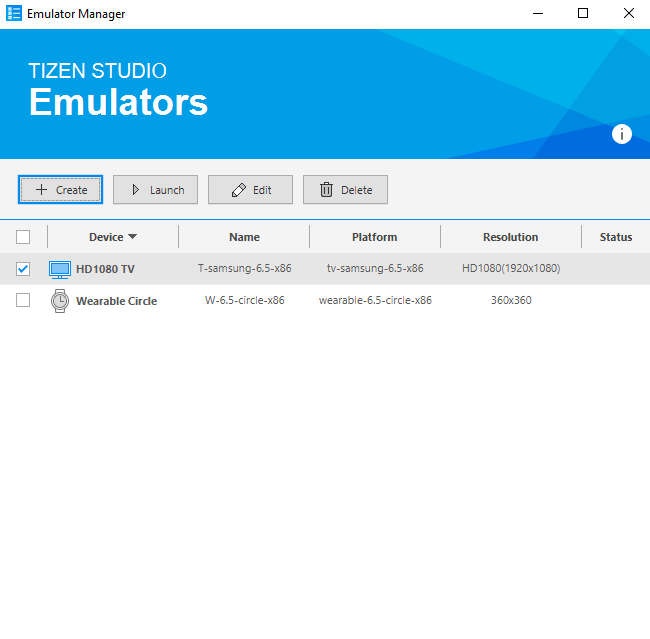 Emulator Manager
TIZEN STUDIO
Emulators
i
Create Launch Edit Delete
Device Name Platform Resolution Status
HD1080 TV T-samsung-6.5-x86 tv-samsung-6.5-x86 HD1080(1920x1080)
Wearable Circle W-6.5-circle-x86 wearable-6.5-circle-x86 360x360